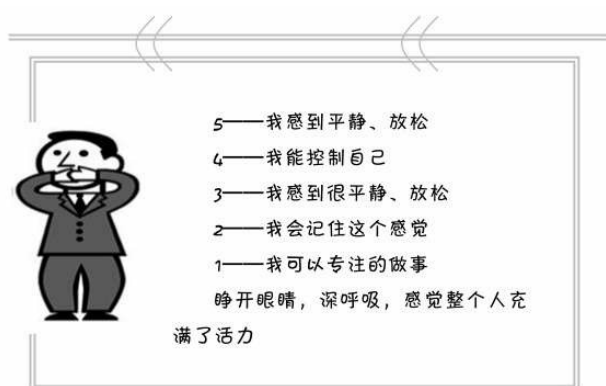 5——我感到平静、放松
4——我能控制自己
3——我感到很平静、放松
2——我会记住这个感觉
1——我可以专注的做事
睁开眼睛，深呼吸，感觉整个人充
满了活力